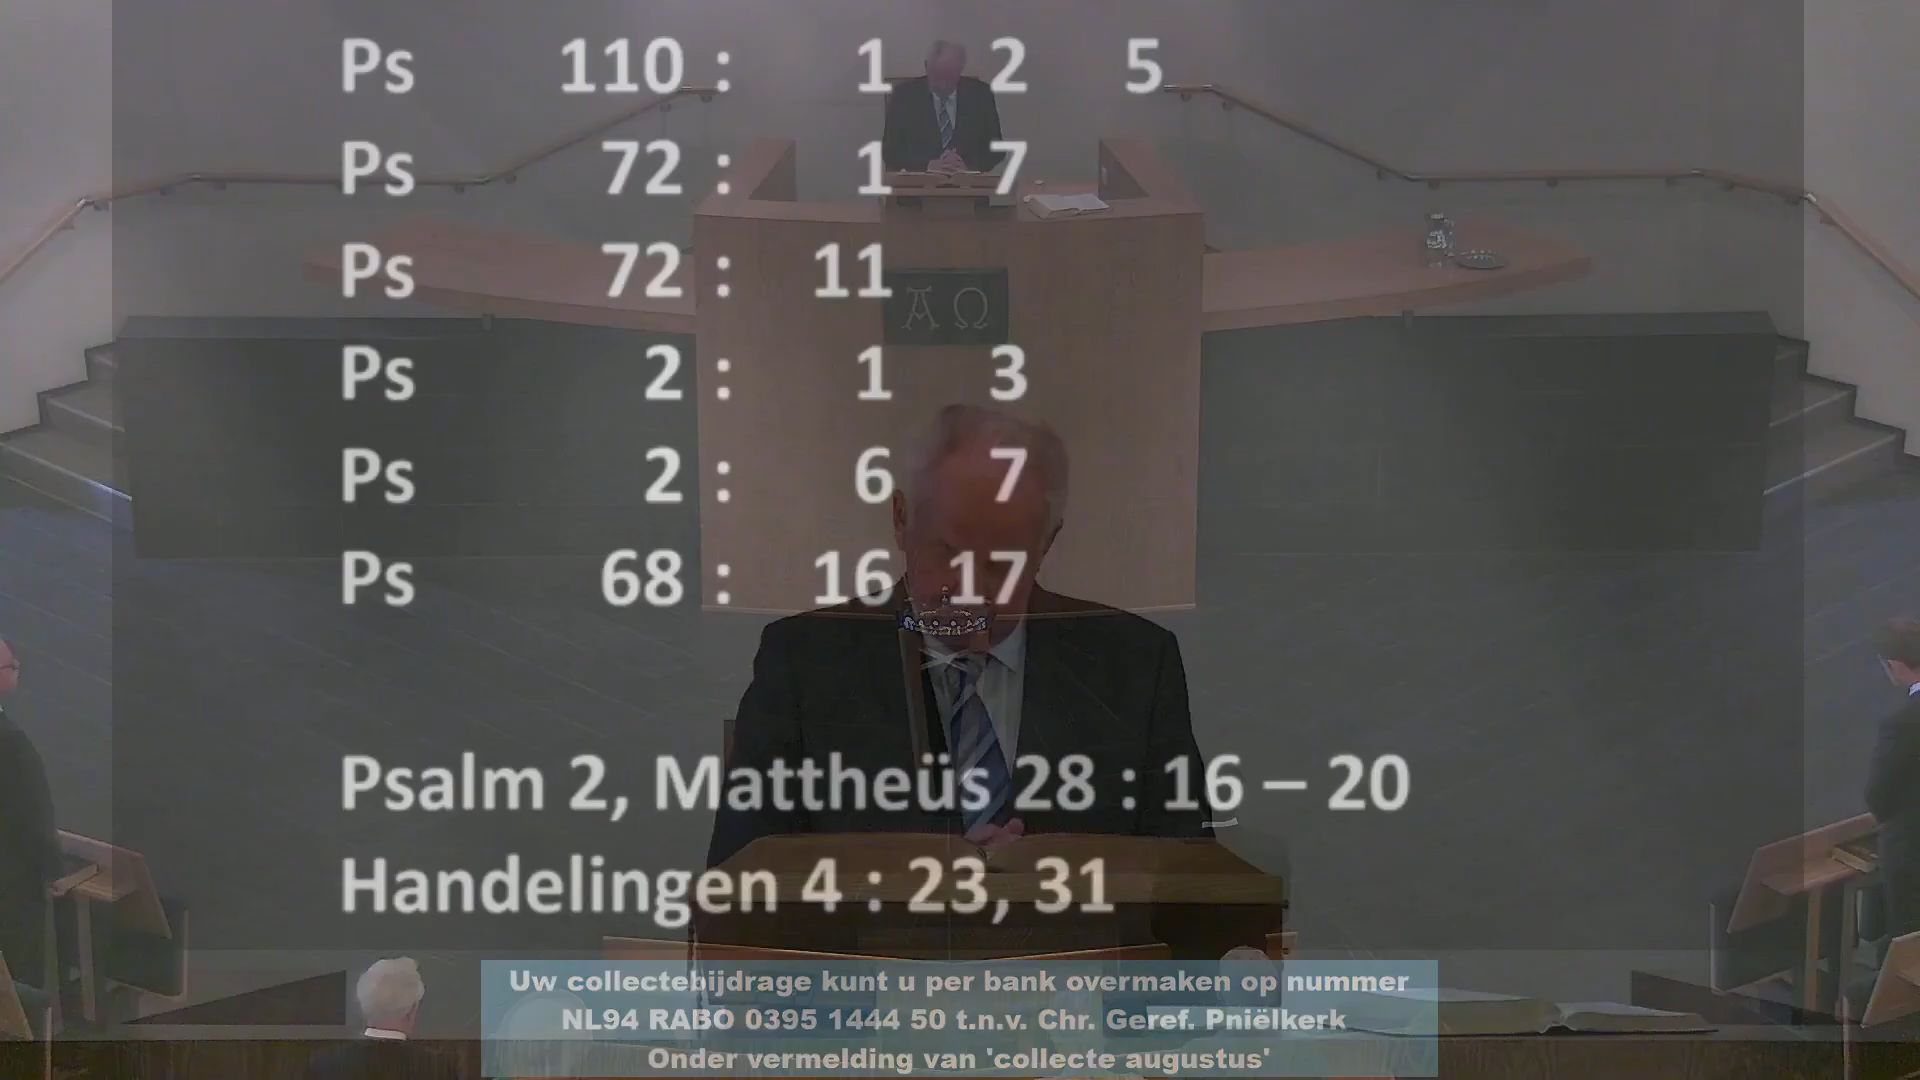 Ps 110 : 1 2 5
Ps 72 : 1 7
Ps 72 : 11
Α Ω
Ps 2 : 1 3
Ps 2 : 6 7
Ps 68 : 16 17
Psalm 2, Mattheüs 28 : 16 – 20
Handelingen 4 : 23, 31
Uw collectebijdrage kunt u per bank overmaken op nummer
NL94 RABO 0395 1444 50 t.n.v. Chr. Geref. Pniëlkerk
Onder vermelding van 'collecte augustus'